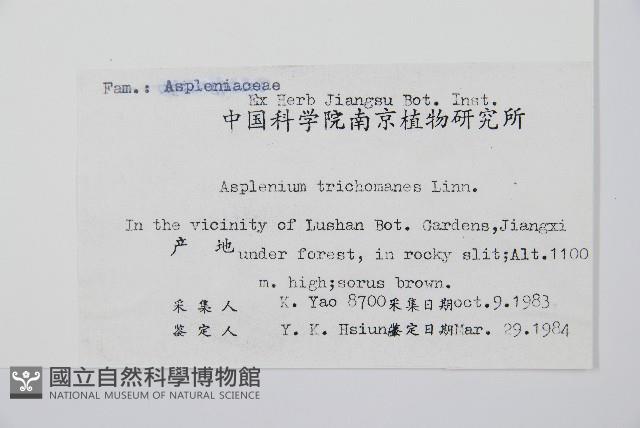 Fam.: Aspleniaceae
Ex Herb Jiangsu Bot. Inst.
中国科学院南京植物研究所
Asplenium trichomanes Linn.
In the vicinity of Lushan Bot. Gardens,Jiangxi
产 地 under forest, in rocky slit;Alt.1100
m. high;sorus brown.
采集人 K. Yao 8700 采集日期 oct.9.1983
鉴定人 Y. K. Hsiun 鉴定日期 Mar. 29.1984
國立自然科學博物館
NATIONAL MUSEUM OF NATURAL SCIENCE